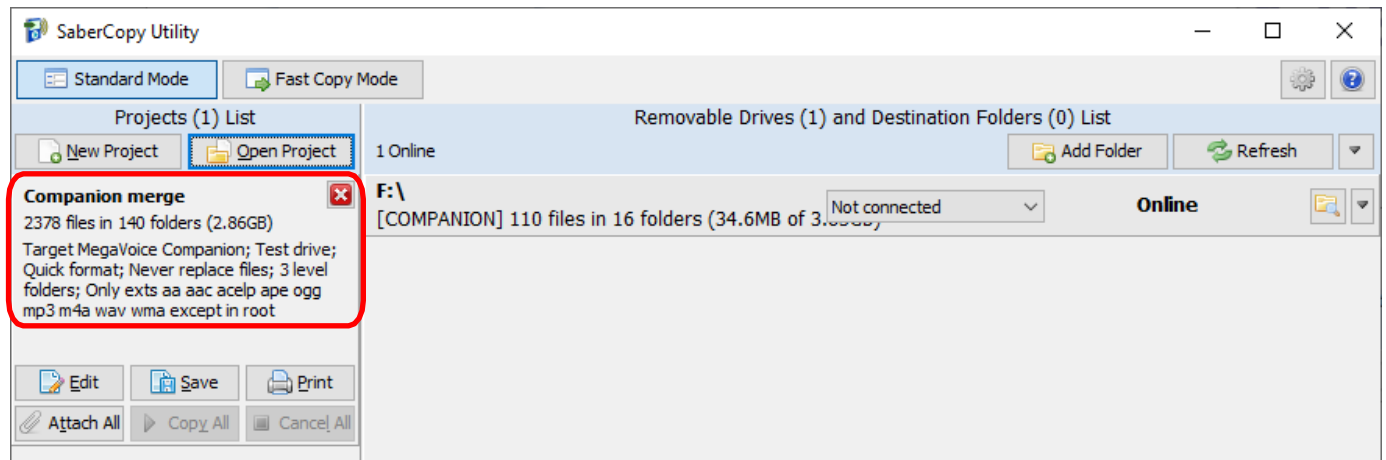 SaberCopy Utility
Standard Mode
Fast Copy Mode
Projects (1) List
Removable Drives (1) and Destination Folders (0) List
New Project
Open Project
1 Online
Add Folder
Refresh
Companion merge
2378 files in 140 folders (2.86GB)
Target MegaVoice Companion; Test drive;
Quick format; Never replace files; 3 level
folders; Only exts aa aac acelp ape ogg
mp3 m4a wav wma except in root
F:\
[COMPANION] 110 files in 16 folders (34.6MB of
Not connected
Online
Edit
Save
Print
Attach All
Copy All
Cancel All